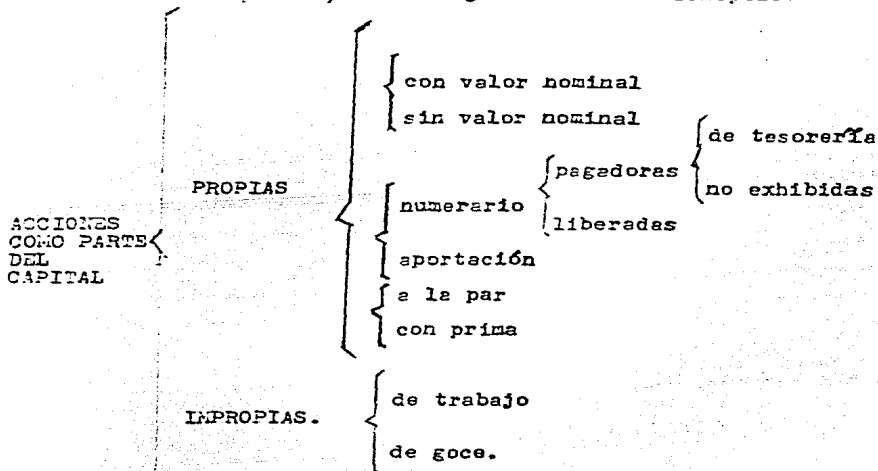 con valor nominal
sin valor nominal
de tesorería
pagadoras
no exhibidas
PROPIAS
numerario
liberadas
ACCIONES
COMO PARTE
DEL
CAPITAL
aportación
a la par
con prima
IMPROPIAS.
de trabajo
de goce.